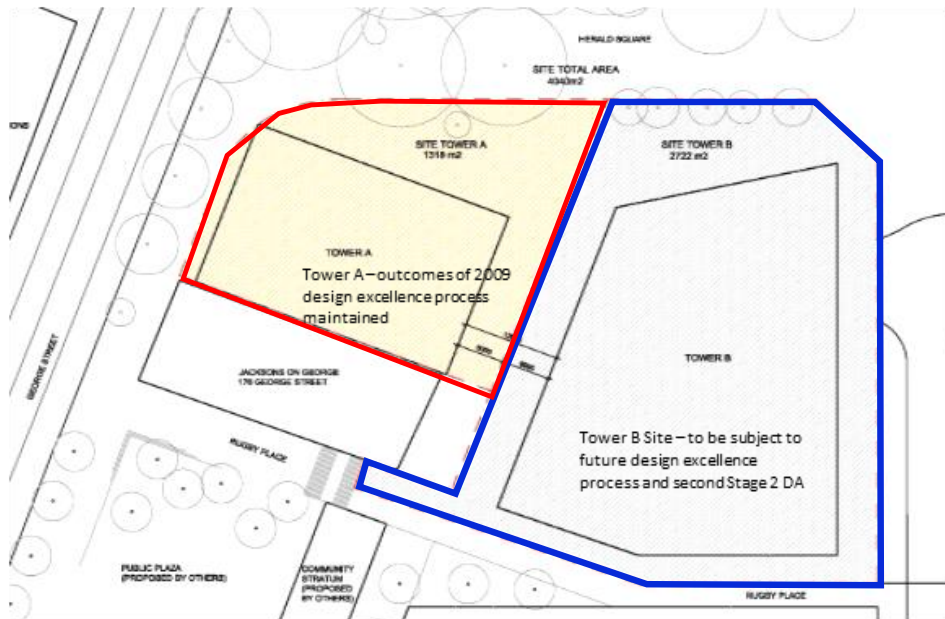 HERALD SQUARE
SITE TOTAL AREA
4040m2
ONS
SITE TOWER A
1318 m2
SITE TOWER B
2722 m2
TOWER A
Tower A – outcomes of 2009
design excellence process
maintained
TOWER B
JACKSONS ON GEORGE
176 GEORGE STREET
GEORGE STREET
RUGBY PLACE
Tower B Site – to be subject to
future design excellence
process and second Stage 2 DA
PUBLIC PLAZA
(PROPOSED BY OTHERS)
COMMUNITY
STRATUM
(PROPOSED
BY OTHERS)
RUGBY PLACE